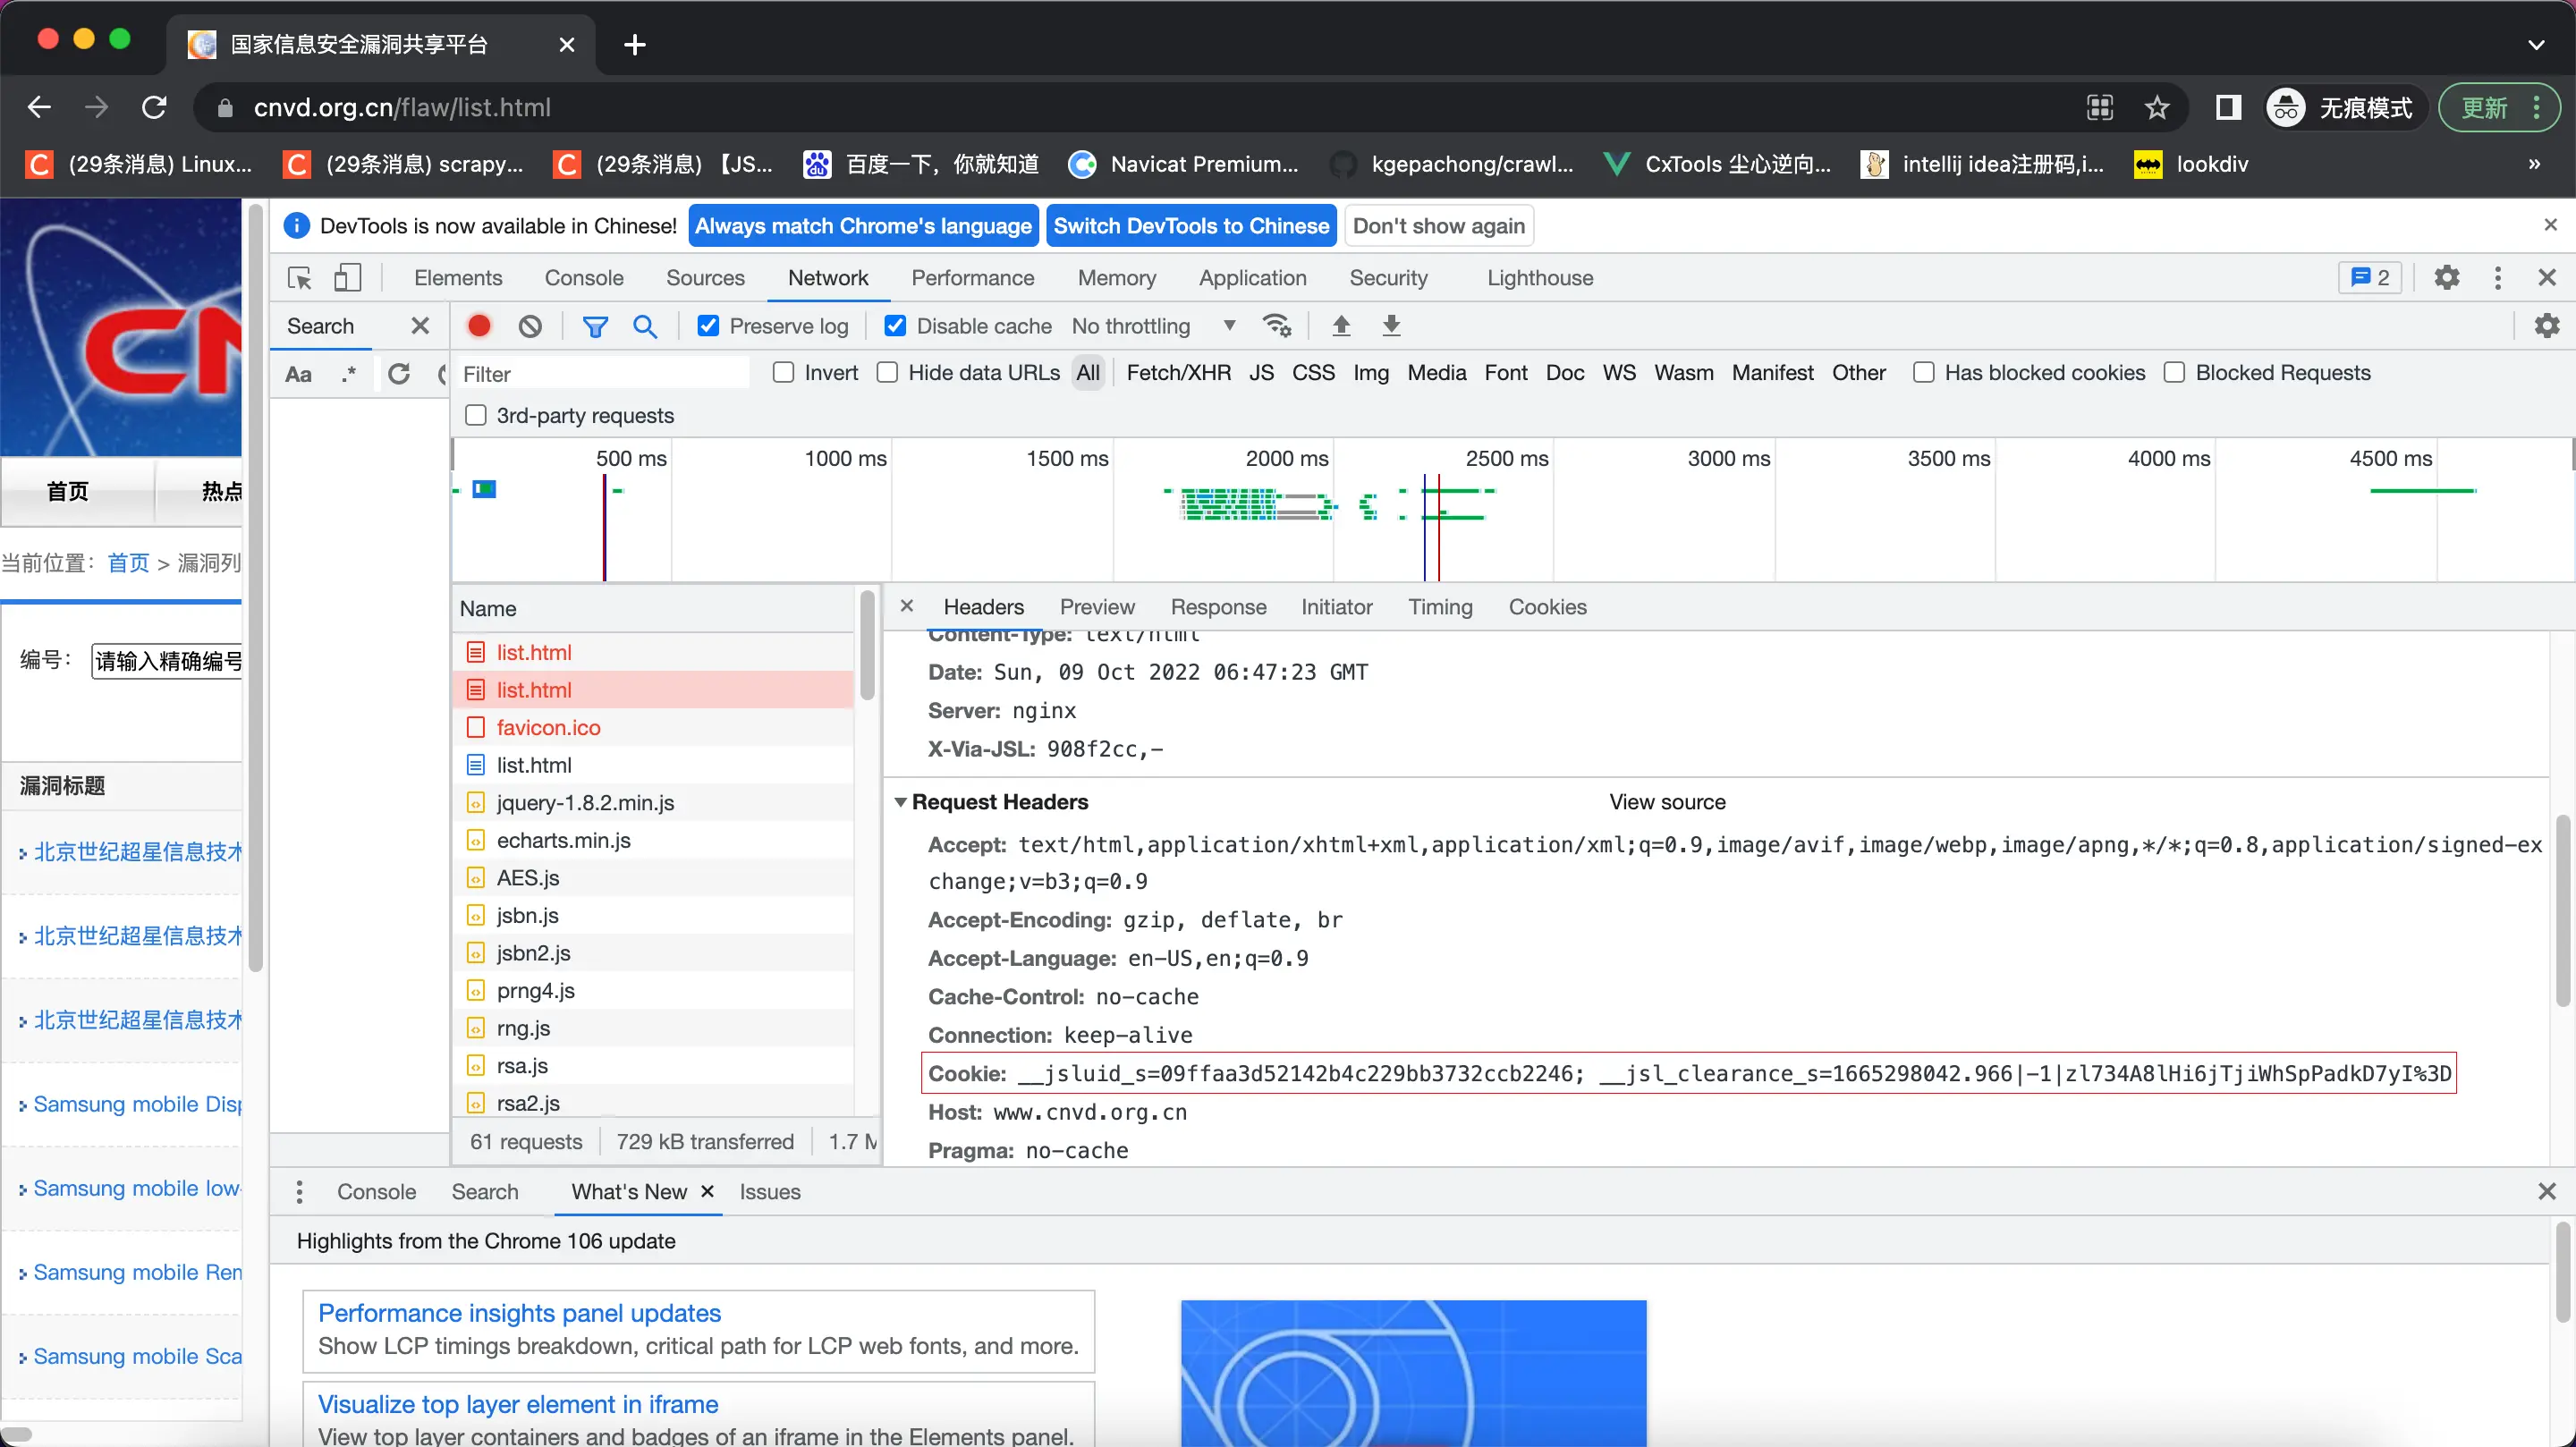 国家信息安全漏洞共享平台
cnvd.org.cn/flaw/list.html
无痕模式
更新
(29条消息) Linux...
(29条消息) scrapy...
(29条消息) 【JS...
百度一下，你就知道
Navicat Premium...
kgepachong/crawl...
CxTools 尘心逆向...
intellij idea注册码,i...
lookdiv
»
DevTools is now available in Chinese!
Always match Chrome's language
Switch DevTools to Chinese
Don't show again
Elements
Console
Sources
Network
Performance
Memory
Application
Security
Lighthouse
2
Search
Preserve log
Disable cache
No throttling
Aa
.*
Filter
Invert
Hide data URLs
All
Fetch/XHR
JS
CSS
Img
Media
Font
Doc
WS
Wasm
Manifest
Other
Has blocked cookies
Blocked Requests
3rd-party requests
500 ms
1000 ms
1500 ms
2000 ms
2500 ms
3000 ms
3500 ms
4000 ms
4500 ms
CN
首页
热点
当前位置：首页 > 漏洞列
编号：
请输入精确编号
漏洞标题
北京世纪超星信息技术
北京世纪超星信息技术
北京世纪超星信息技术
Samsung mobile Disp
Samsung mobile low-
Samsung mobile Ren
Samsung mobile Sca
Name
list.html
list.html
favicon.ico
list.html
jquery-1.8.2.min.js
echarts.min.js
AES.js
jsbn.js
jsbn2.js
prng4.js
rng.js
rsa.js
rsa2.js
61 requests
729 kB transferred
1.7 M
Headers
Preview
Response
Initiator
Timing
Cookies
Content-Type: text/html
Date: Sun, 09 Oct 2022 06:47:23 GMT
Server: nginx
X-Via-JSL: 908f2cc,-
Request Headers
View source
Accept: text/html,application/xhtml+xml,application/xml;q=0.9,image/avif,image/webp,image/apng,*/*;q=0.8,application/signed-ex
change;v=b3;q=0.9
Accept-Encoding: gzip, deflate, br
Accept-Language: en-US,en;q=0.9
Cache-Control: no-cache
Connection: keep-alive
Cookie: __jsluid_s=09ffaa3d52142b4c229bb3732ccb2246; __jsl_clearance_s=1665298042.966|-1|zl734A8lHi6jTjiWhSpPadkD7yI%3D
Host: www.cnvd.org.cn
Pragma: no-cache
Console
Search
What's New
Issues
Highlights from the Chrome 106 update
Performance insights panel updates
Show LCP timings breakdown, critical path for LCP web fonts, and more.
Visualize top layer element in iframe
View top layer containers and badges of an iframe in the Elements panel.